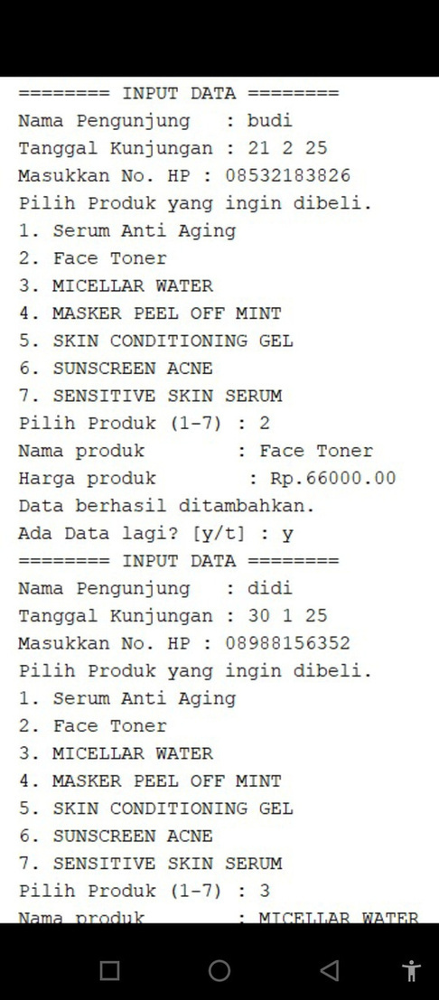 ======== INPUT DATA ========
Nama Pengunjung   : budi
Tanggal Kunjungan : 21 2 25
Masukkan No. HP : 08532183826
Pilih Produk yang ingin dibeli.
1. Serum Anti Aging
2. Face Toner
3. MICELLAR WATER
4. MASKER PEEL OFF MINT
5. SKIN CONDITIONING GEL
6. SUNSCREEN ACNE
7. SENSITIVE SKIN SERUM
Pilih Produk (1-7) : 2
Nama produk        : Face Toner
Harga produk        : Rp.66000.00
Data berhasil ditambahkan.
Ada Data lagi? [y/t] : y
======== INPUT DATA ========
Nama Pengunjung   : didi
Tanggal Kunjungan : 30 1 25
Masukkan No. HP : 08988156352
Pilih Produk yang ingin dibeli.
1. Serum Anti Aging
2. Face Toner
3. MICELLAR WATER
4. MASKER PEEL OFF MINT
5. SKIN CONDITIONING GEL
6. SUNSCREEN ACNE
7. SENSITIVE SKIN SERUM
Pilih Produk (1-7) : 3
Nama produk        : MICELLAR WATER